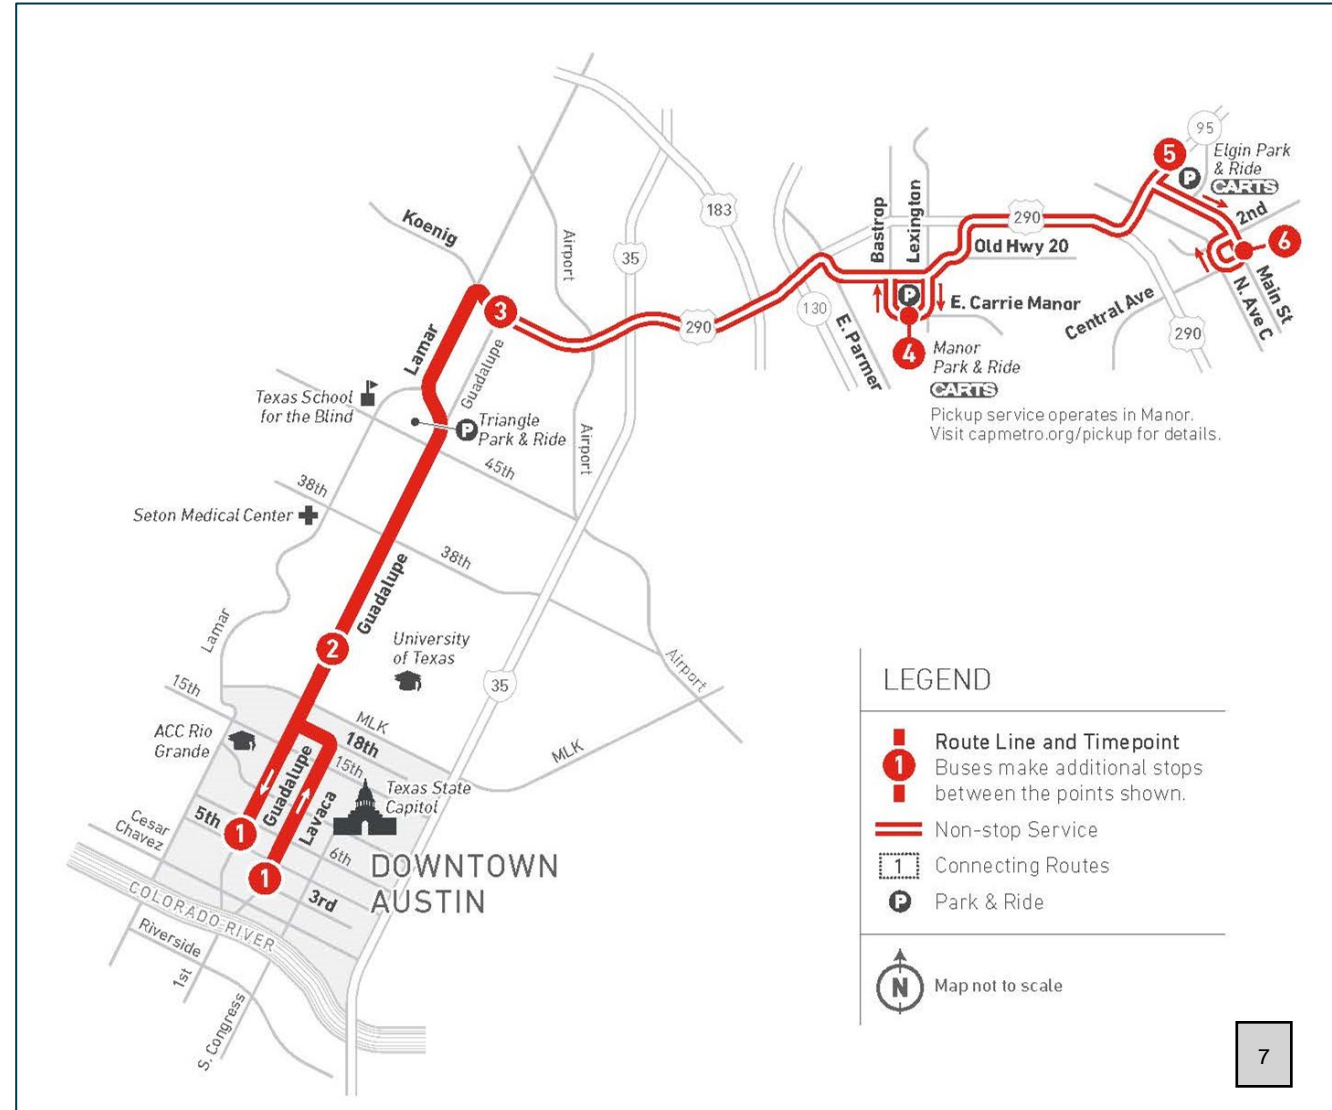 95
5
Elgin Park
& Ride
P
CARTS
2nd
6
183
290
Bastrop
Lexington
Koenig
Airport
35
Old Hwy 20
Main St
N. Ave C
Central Ave
290
3
290
130
E. Parmer
P
E. Carrie Manor
4
Manor
Park & Ride
CARTS
Pickup service operates in Manor.
Visit capmetro.org/pickup for details.
Lamar
Guadalupe
Texas School
for the Blind
P
Triangle
Park & Ride
Airport
45th
38th
Seton Medical Center
38th
Guadalupe
Lamar
2
University
of Texas
35
Airport
15th
MLK
MLK
ACC Rio
Grande
18th
15th
Guadalupe
Lavaca
Texas State
Capitol
5th
1
6th
Cesar
Chavez
1
3rd
DOWNTOWN
AUSTIN
COLORADO RIVER
Riverside
1st
S. Congress
LEGEND
1
Route Line and Timepoint
Buses make additional stops
between the points shown.
Non-stop Service
1
Connecting Routes
P
Park & Ride
N
Map not to scale
7